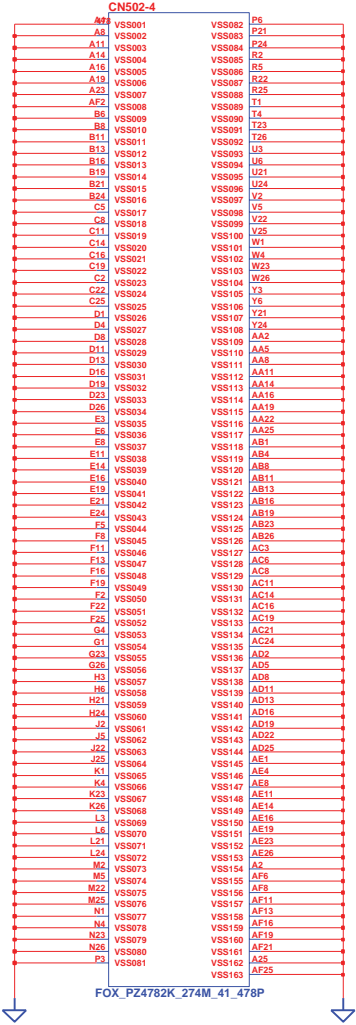 CN502-4
VSS001 VSS082 P6
A8 VSS002 VSS083 P21
A11 VSS003 VSS084 P24
A14 VSS004 VSS085 R2
A16 VSS005 VSS086 R5
A19 VSS006 VSS087 R22
A23 VSS007 VSS088 R25
AF2 VSS008 VSS089 T1
B6 VSS009 VSS090 T4
B8 VSS010 VSS091 T23
B11 VSS011 VSS092 T26
B13 VSS012 VSS093 U3
B16 VSS013 VSS094 U6
B19 VSS014 VSS095 U21
B21 VSS015 VSS096 U24
B24 VSS016 VSS097 V2
C5 VSS017 VSS098 V5
C8 VSS018 VSS099 V22
C11 VSS019 VSS100 V25
C14 VSS020 VSS101 W1
C16 VSS021 VSS102 W4
C19 VSS022 VSS103 W23
C2 VSS023 VSS104 W26
C22 VSS024 VSS105 Y3
C25 VSS025 VSS106 Y6
D1 VSS026 VSS107 Y21
D4 VSS027 VSS108 Y24
D8 VSS028 VSS109 AA2
D11 VSS029 VSS110 AA5
D13 VSS030 VSS111 AA8
D16 VSS031 VSS112 AA11
D19 VSS032 VSS113 AA14
D23 VSS033 VSS114 AA16
D26 VSS034 VSS115 AA19
E3 VSS035 VSS116 AA22
E6 VSS036 VSS117 AA25
E8 VSS037 VSS118 AB1
E11 VSS038 VSS119 AB4
E14 VSS039 VSS120 AB8
E16 VSS040 VSS121 AB11
E19 VSS041 VSS122 AB13
E21 VSS042 VSS123 AB16
E24 VSS043 VSS124 AB19
F5 VSS044 VSS125 AB23
F8 VSS045 VSS126 AB26
F11 VSS046 VSS127 AC3
F13 VSS047 VSS128 AC6
F16 VSS048 VSS129 AC8
F19 VSS049 VSS130 AC11
F2 VSS050 VSS131 AC14
F22 VSS051 VSS132 AC16
F25 VSS052 VSS133 AC19
G4 VSS053 VSS134 AC21
G1 VSS054 VSS135 AC24
G23 VSS055 VSS136 AD2
G26 VSS056 VSS137 AD5
H3 VSS057 VSS138 AD8
H6 VSS058 VSS139 AD11
H21 VSS059 VSS140 AD13
H24 VSS060 VSS141 AD16
J2 VSS061 VSS142 AD19
J5 VSS062 VSS143 AD22
J22 VSS063 VSS144 AD25
J25 VSS064 VSS145 AE1
K1 VSS065 VSS146 AE4
K4 VSS066 VSS147 AE8
K23 VSS067 VSS148 AE11
K26 VSS068 VSS149 AE14
L3 VSS069 VSS150 AE16
L6 VSS070 VSS151 AE19
L21 VSS071 VSS152 AE23
L24 VSS072 VSS153 AE26
M2 VSS073 VSS154 A2
M5 VSS074 VSS155 AF6
M22 VSS075 VSS156 AF8
M25 VSS076 VSS157 AF11
N1 VSS077 VSS158 AF13
N4 VSS078 VSS159 AF16
N23 VSS079 VSS160 AF19
N26 VSS080 VSS161 AF21
P3 VSS081 VSS162 A25
VSS163 AF25
FOX_PZ4782K_274M_41_478P